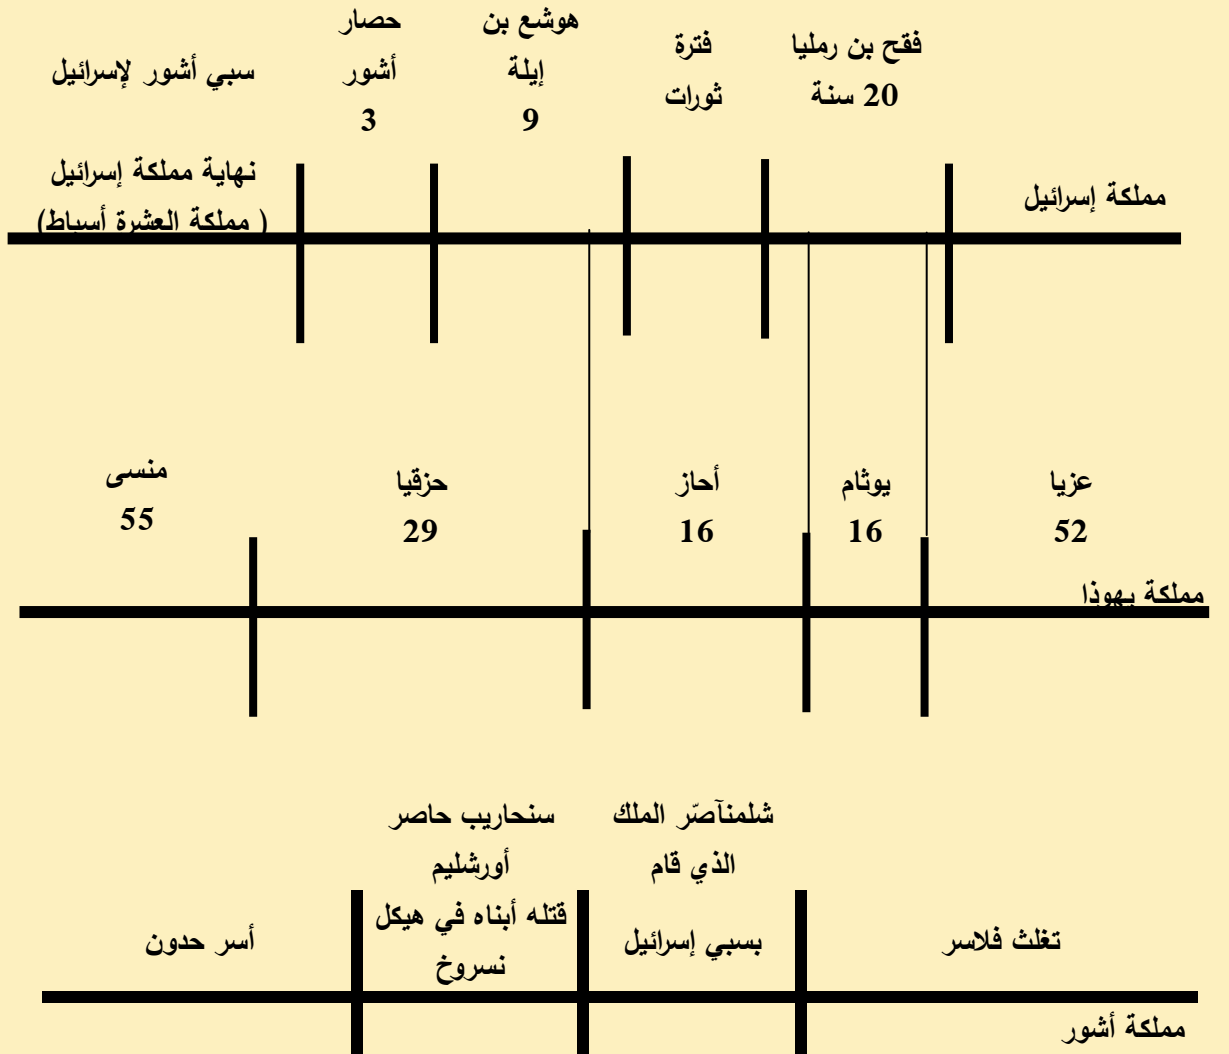 مملكة إسرائيل
فقح بن رمليا
20 سنة
فترة
ثورات
هوشع بن
إيلة
9
حصار
أشور
3
سبي أشور لإسرائيل
نهاية مملكة إسرائيل
( مملكة العشرة أسباط)
مملكة يهوذا
عزيا
52
يوثام
16
أحاز
16
حزقيا
29
منسى
55
مملكة أشور
تغلث فلاسر
شلمنآصّر الملك
الذي قام
بسبي إسرائيل
سنحاريب حاصر
أورشليم
قتله أبناه في هيكل
نسروخ
أسر حدون